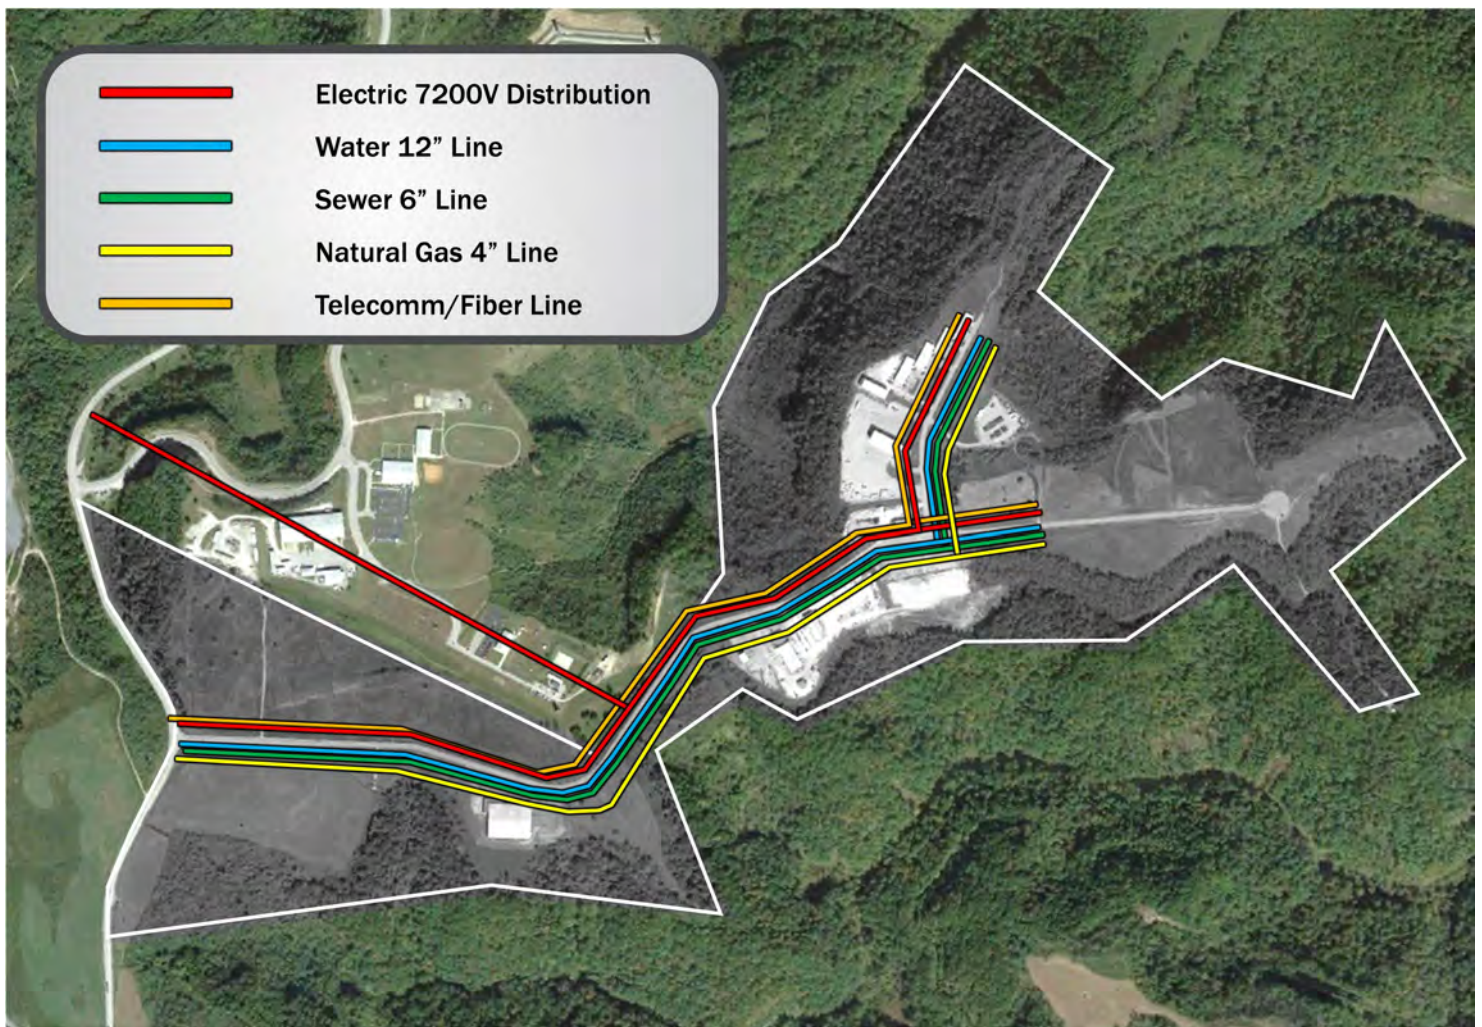 Electric 7200V Distribution
Water 12” Line
Sewer 6” Line
Natural Gas 4” Line
Telecomm/Fiber Line